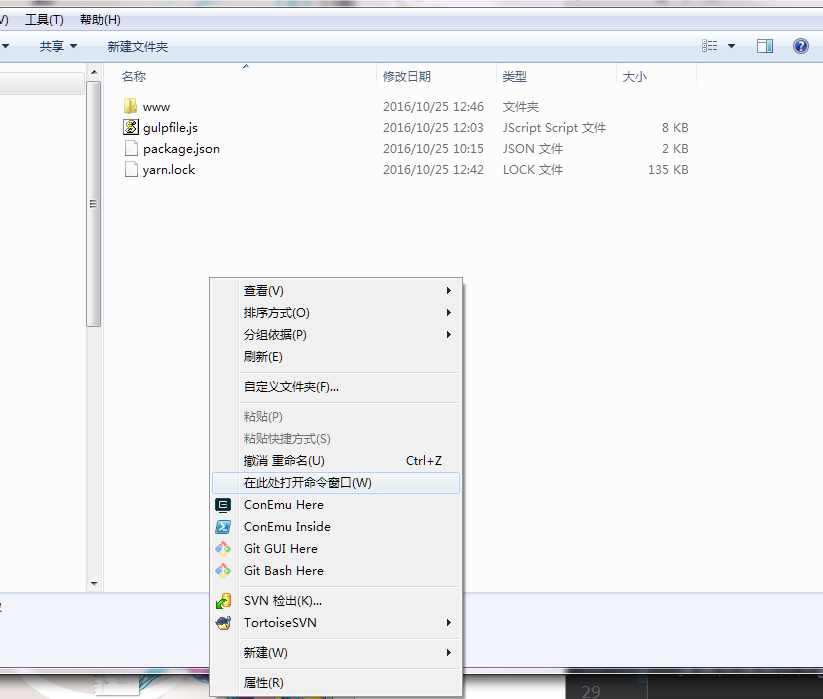 V) 工具(T) 帮助(H)
共享 新建文件夹
名称 修改日期 类型 大小
www 2016/10/25 12:46 文件夹
gulpfile.js 2016/10/25 12:03 JScript Script 文件 8 KB
package.json 2016/10/25 10:15 JSON 文件 2 KB
yarn.lock 2016/10/25 12:42 LOCK 文件 135 KB
查看(V)
排序方式(O)
分组依据(P)
刷新(E)
自定义文件夹(F)...
粘贴(P)
粘贴快捷方式(S)
撤消 重命名(U) Ctrl+Z
在此处打开命令窗口(W)
ConEmu Here
ConEmu Inside
Git GUI Here
Git Bash Here
SVN 检出(K)...
TortoiseSVN
新建(W)
属性(R)
29